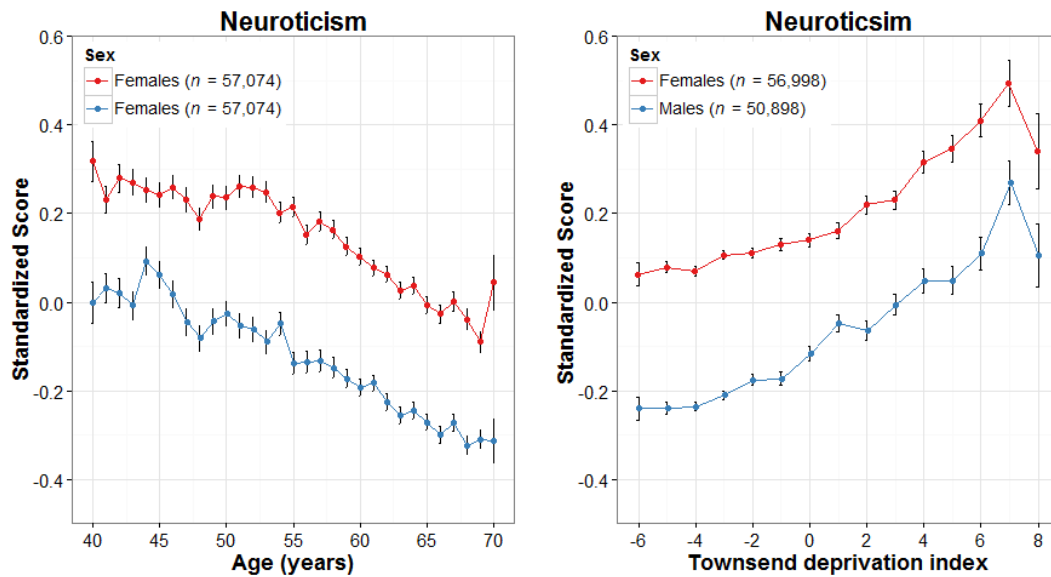 Neuroticism
Sex
Females (n = 57,074)
Females (n = 57,074)
Standardized Score
0.6
0.4
0.2
0.0
-0.2
-0.4
40
45
50
55
60
65
70
Age (years)
Neuroticsim
Sex
Females (n = 56,998)
Males (n = 50,898)
Standardized Score
0.6
0.4
0.2
0.0
-0.2
-0.4
-6
-4
-2
0
2
4
6
8
Townsend deprivation index